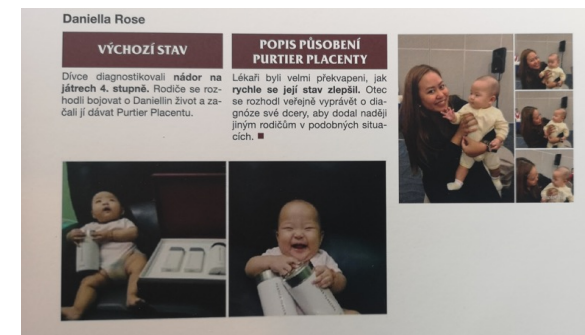 Daniella Rose
VÝCHOZÍ STAV
Dívce diagnostikovali nádor na
játrech 4. stupně. Rodiče se roz-
hodli bojovat o Daniellin život a za-
čali jí dávat Purtier Placentu.
POPIS PŮSOBENÍ
PURTIER PLACENTY
Lékaři byli velmi překvapeni, jak
rychle se její stav zlepšil. Otec
se rozhodl veřejně vyprávět o dia-
gnóze své dcery, aby dodal naději
jiným rodičům v podobných situa-
cích. ■